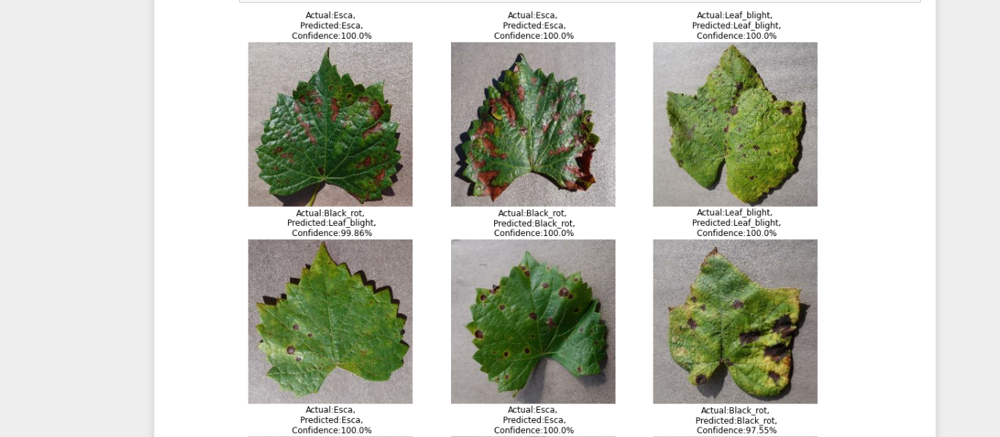 Actual:Esca,
Predicted:Esca,
Confidence:100.0%
Actual:Esca,
Predicted:Esca,
Confidence:100.0%
Actual:Leaf_blight,
Predicted:Leaf_blight,
Confidence:100.0%
Actual:Black_rot,
Predicted:Leaf_blight,
Confidence:99.86%
Actual:Black_rot,
Predicted:Black_rot,
Confidence:100.0%
Actual:Leaf_blight,
Predicted:Leaf_blight,
Confidence:100.0%
Actual:Esca,
Predicted:Esca,
Confidence:100.0%
Actual:Esca,
Predicted:Esca,
Confidence:100.0%
Actual:Black_rot,
Predicted:Black_rot,
Confidence:97.55%